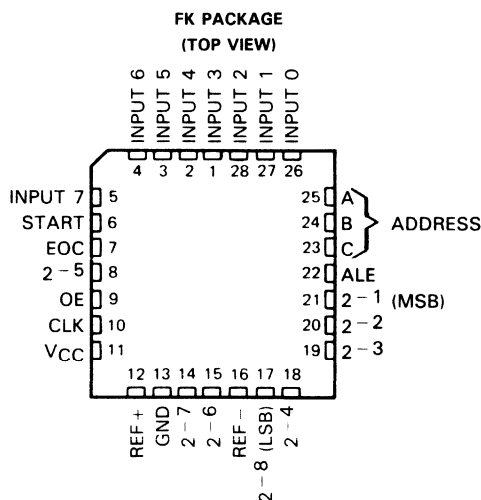 FK PACKAGE
(TOP VIEW)
INPUT 6
INPUT 5
INPUT 4
INPUT 3
INPUT 2
INPUT 1
INPUT 0
4 3 2 1 28 27 26
INPUT 7 5
START 6
EOC 7
2-5 8
OE 9
CLK 10
VCC 11
25 A
24 B
23 C
ADDRESS
22 ALE
21 2-1 (MSB)
20 2-2
19 2-3
12 13 14 15 16 17 18
REF+
GND
2-7
2-6
REF-
2-8 (LSB)
2-4